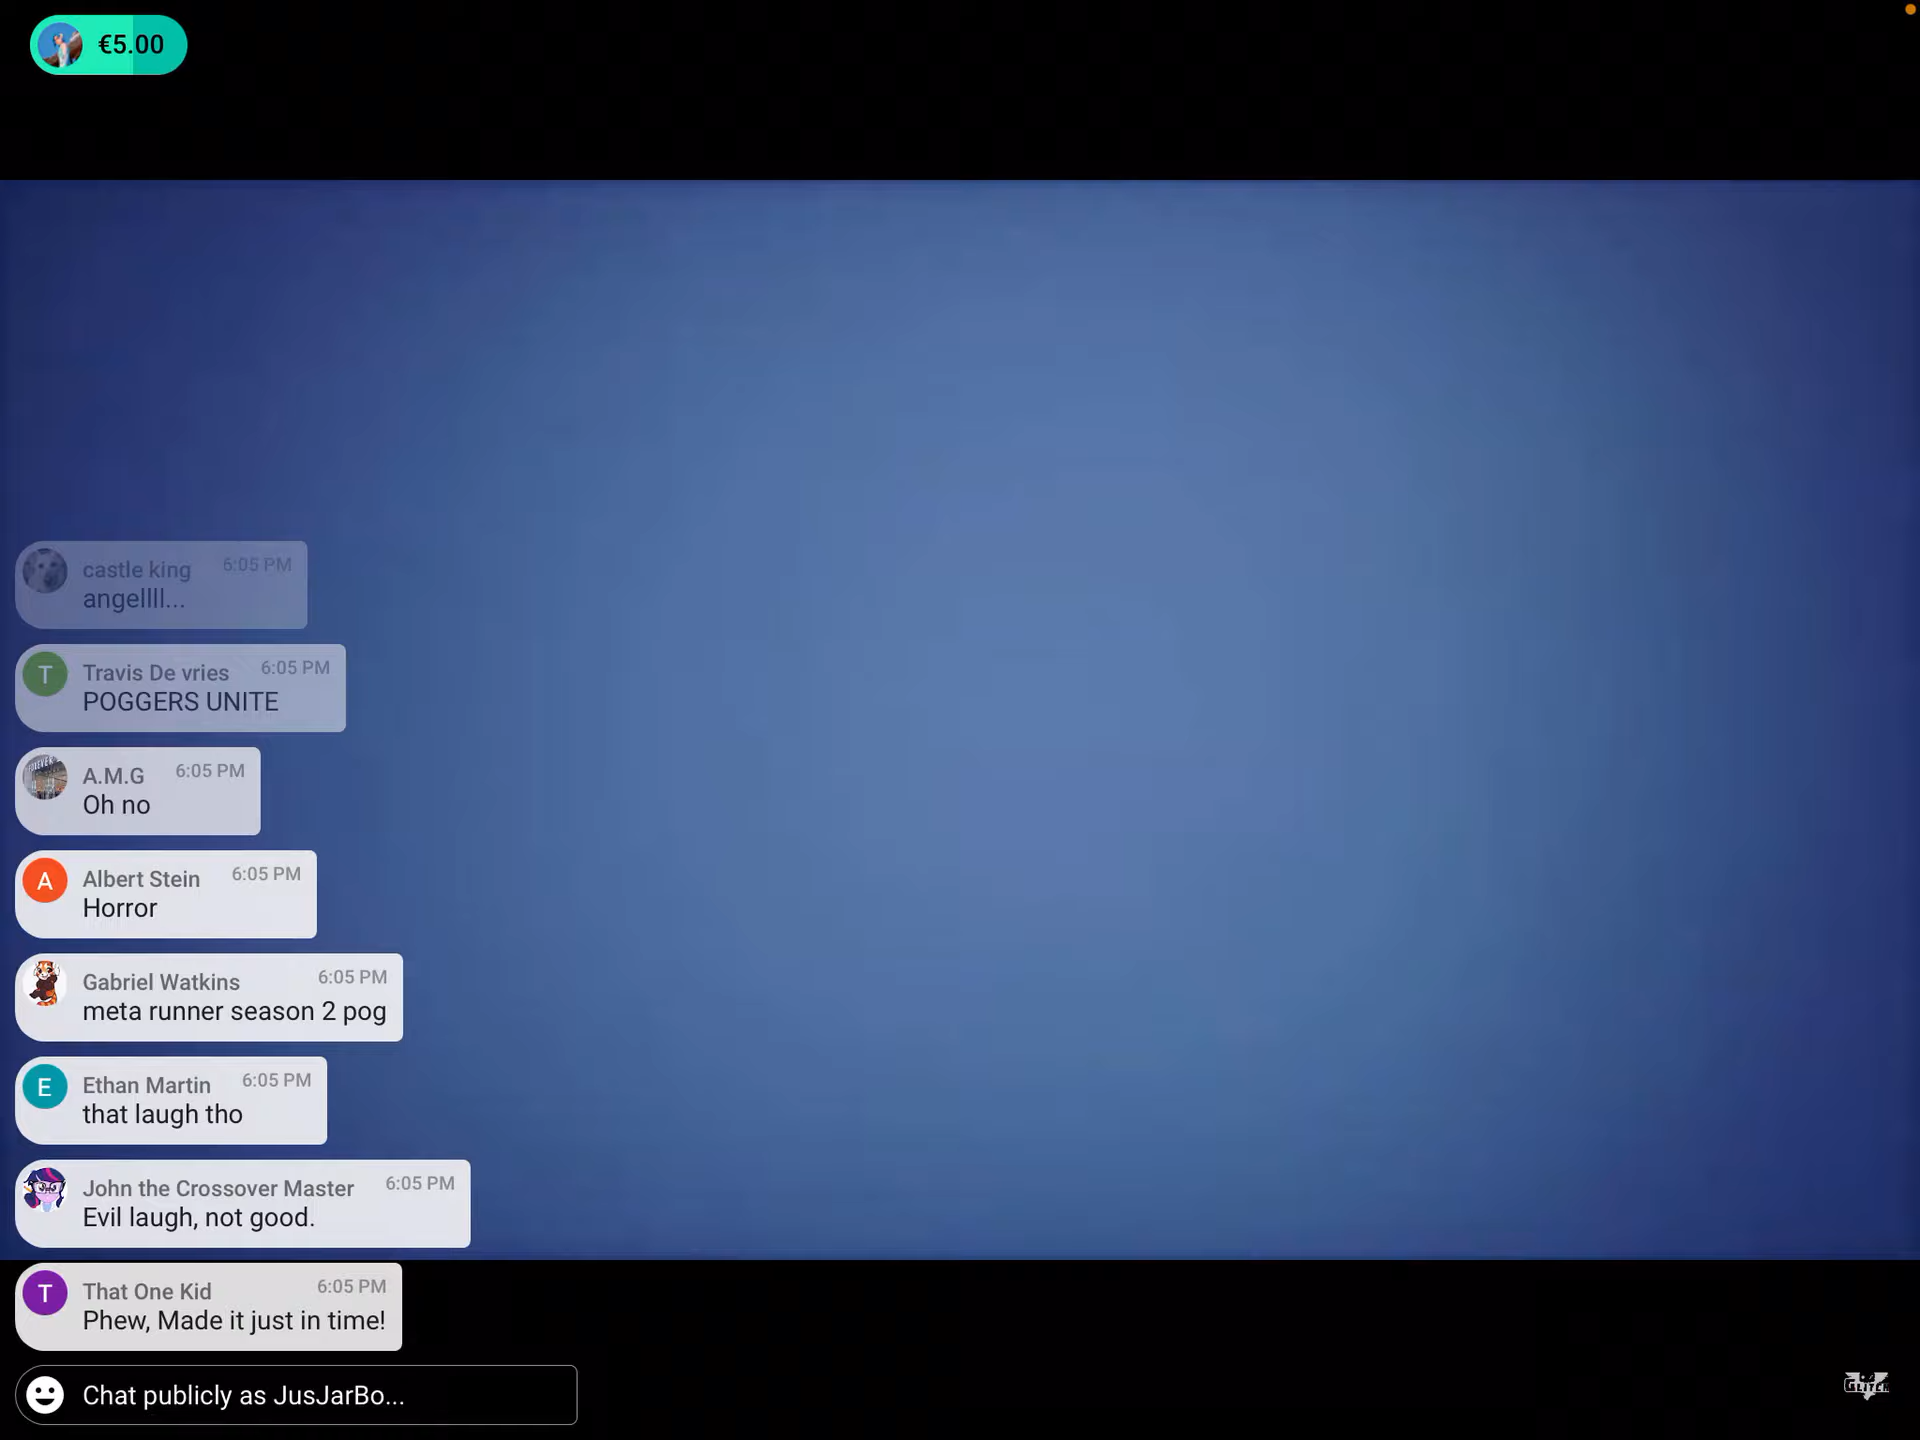 €5.00
castle king 6:05 PM
angellll...
T Travis De vries 6:05 PM
POGGERS UNITE
A.M.G 6:05 PM
Oh no
A Albert Stein 6:05 PM
Horror
Gabriel Watkins 6:05 PM
meta runner season 2 pog
E Ethan Martin 6:05 PM
that laugh tho
John the Crossover Master 6:05 PM
Evil laugh, not good.
T That One Kid 6:05 PM
Phew, Made it just in time!
Chat publicly as JusJarBo...
GLITCH